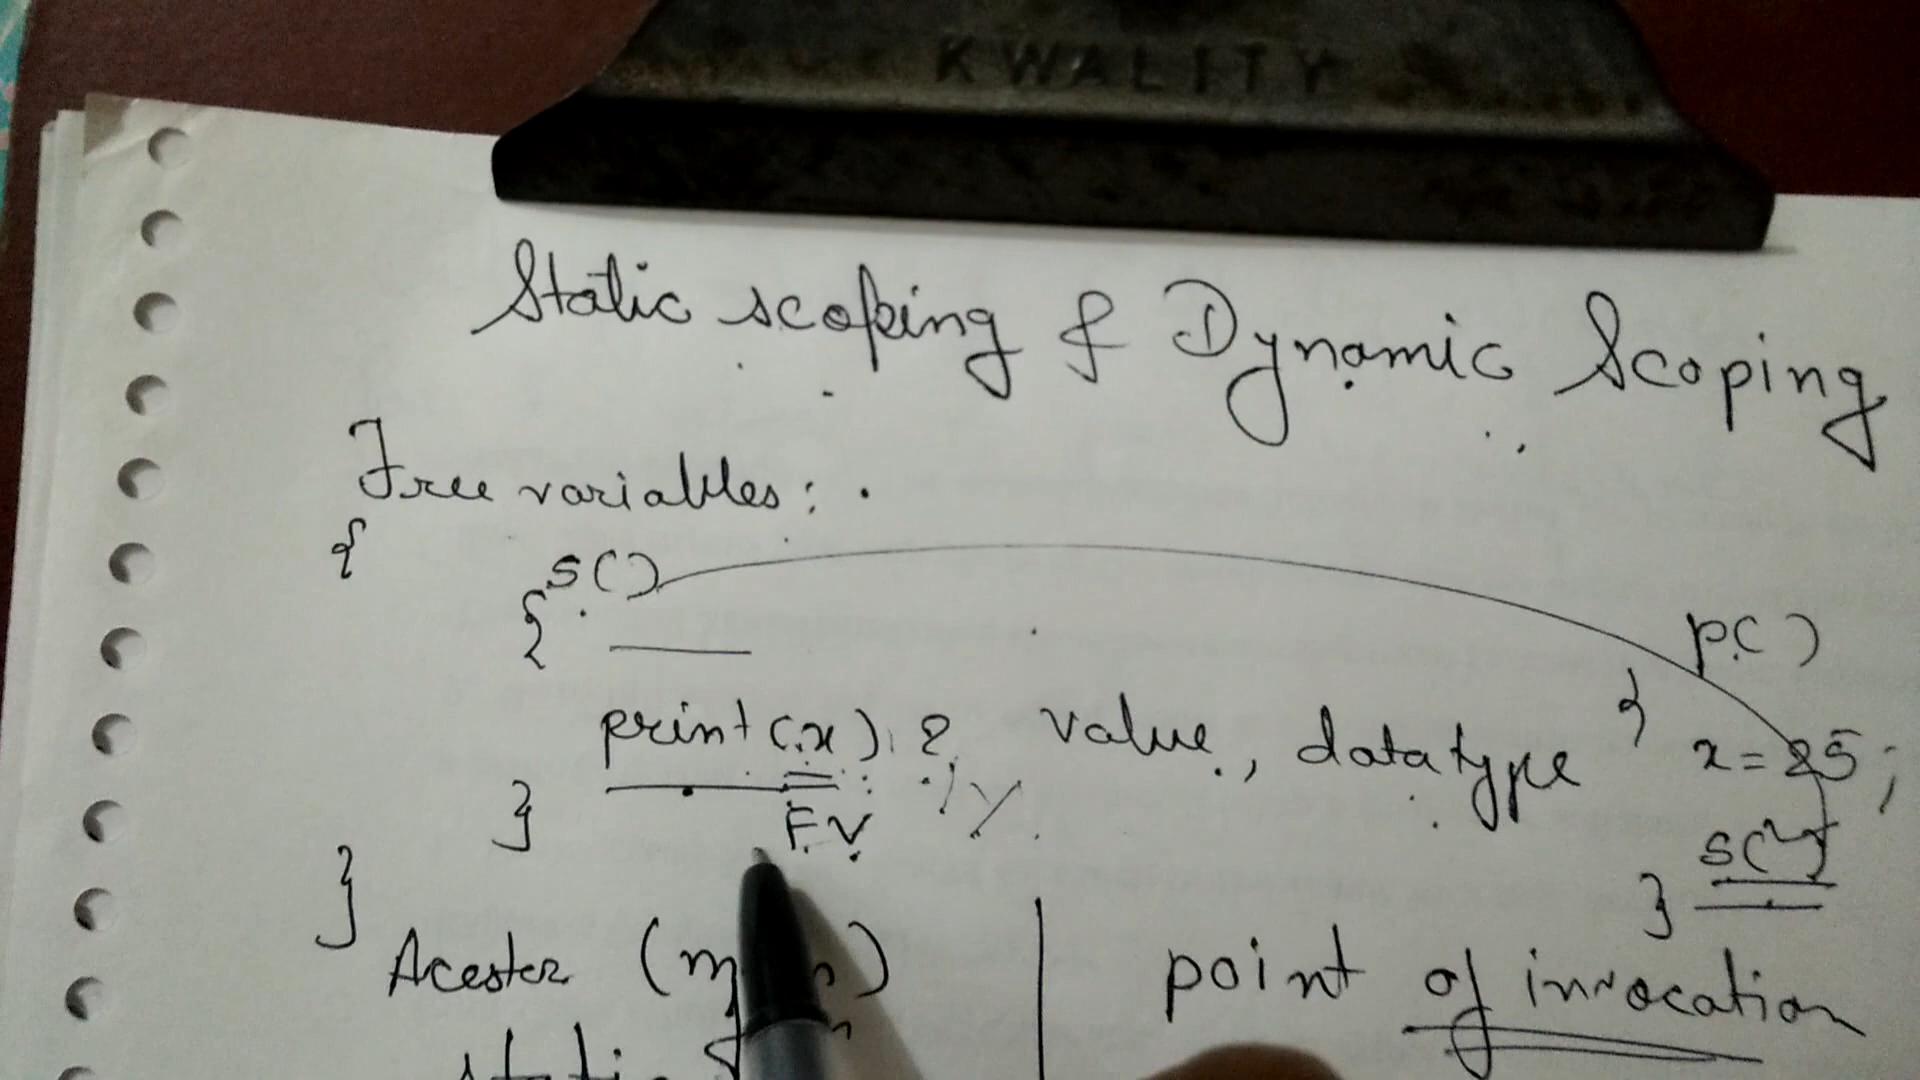 KWALITY
Static scoping & Dynamic Scoping
Free variables:
{
s()
{
p()
{
print(x) ? value, datatype
x = 25;
FV
}
s()
}
}
Acester
point of invocation